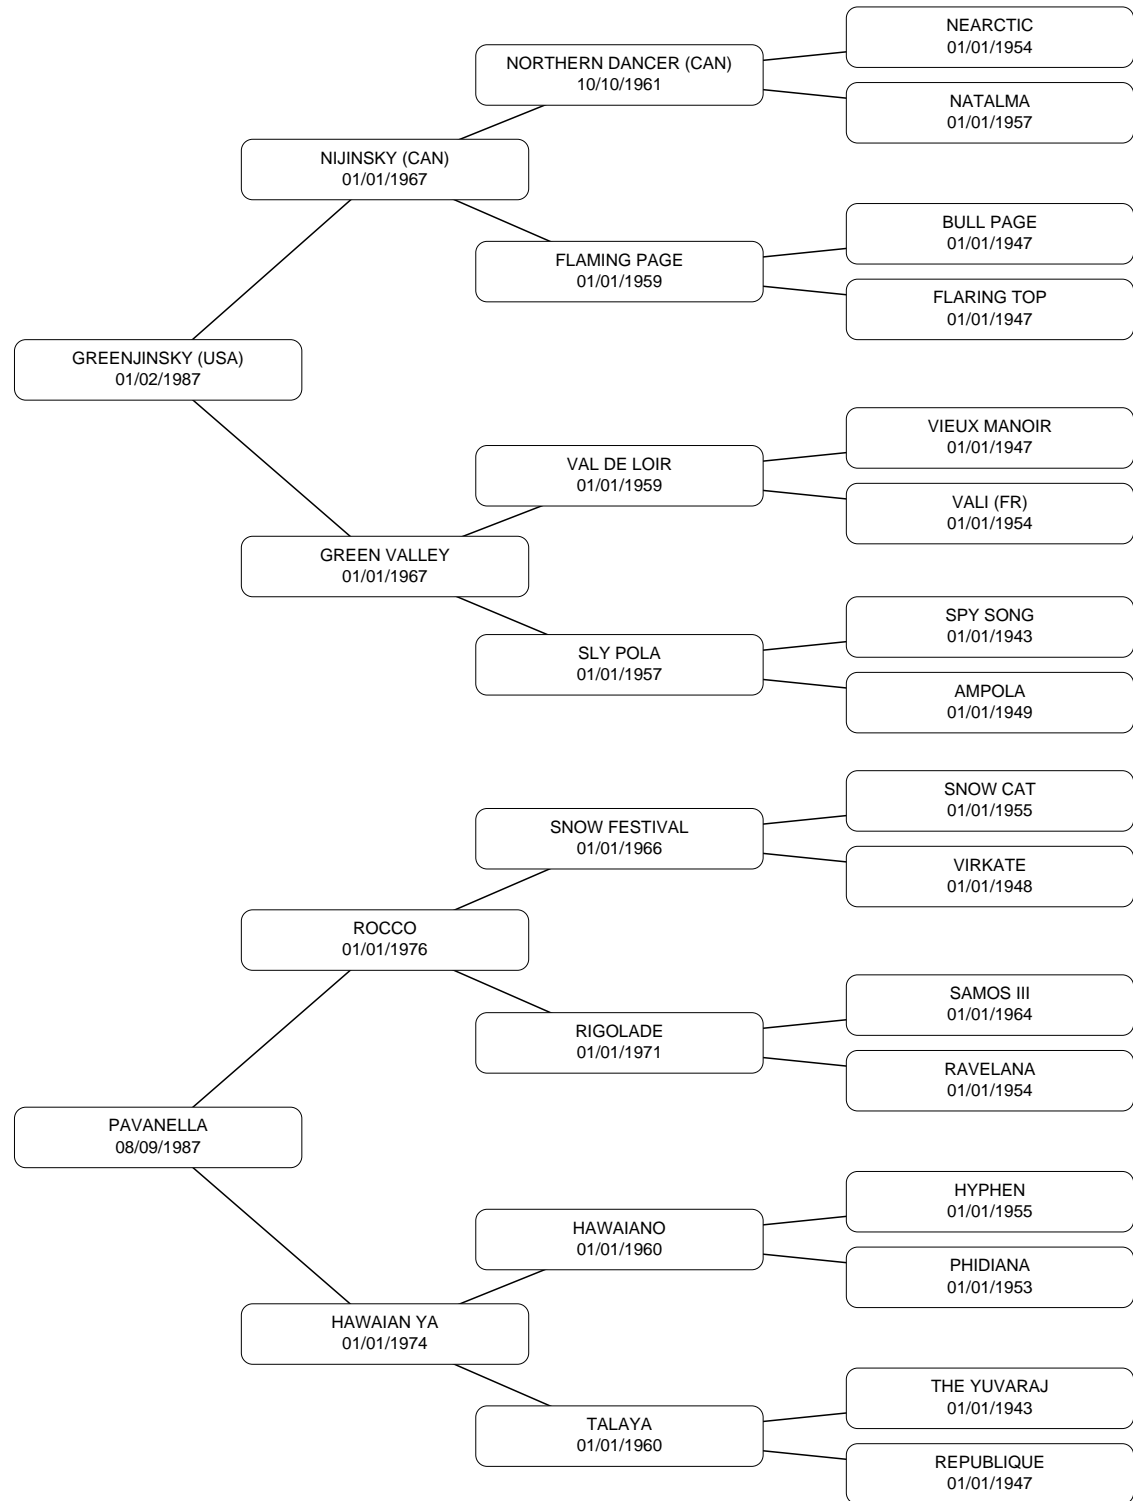 NEARCTIC
01/01/1954
NORTHERN DANCER (CAN)
10/10/1961
NATALMA
01/01/1957
NIJINSKY (CAN)
01/01/1967
BULL PAGE
01/01/1947
FLAMING PAGE
01/01/1959
FLARING TOP
01/01/1947
GREENJINSKY (USA)
01/02/1987
VIEUX MANOIR
01/01/1947
VAL DE LOIR
01/01/1959
VALI (FR)
01/01/1954
GREEN VALLEY
01/01/1967
SPY SONG
01/01/1943
SLY POLA
01/01/1957
AMPOLA
01/01/1949
SNOW CAT
01/01/1955
SNOW FESTIVAL
01/01/1966
VIRKATE
01/01/1948
ROCCO
01/01/1976
SAMOS III
01/01/1964
RIGOLADE
01/01/1971
RAVELANA
01/01/1954
PAVANELLA
08/09/1987
HYPHEN
01/01/1955
HAWAIANO
01/01/1960
PHIDIANA
01/01/1953
HAWAIAN YA
01/01/1974
THE YUVARAJ
01/01/1943
TALAYA
01/01/1960
REPUBLIQUE
01/01/1947